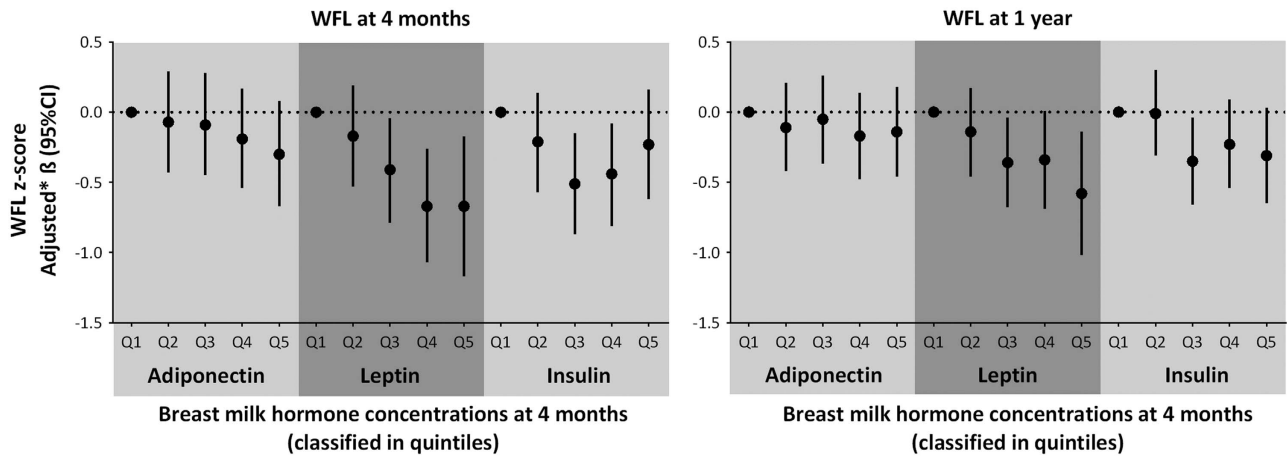 WFL at 4 months
WFL z-score
Adjusted* ß (95%CI)
0.5
0.0
-0.5
-1.0
-1.5
Q1 Q2 Q3 Q4 Q5 Q1 Q2 Q3 Q4 Q5 Q1 Q2 Q3 Q4 Q5
Adiponectin Leptin Insulin
Breast milk hormone concentrations at 4 months
(classified in quintiles)
WFL at 1 year
0.5
0.0
-0.5
-1.0
-1.5
Q1 Q2 Q3 Q4 Q5 Q1 Q2 Q3 Q4 Q5 Q1 Q2 Q3 Q4 Q5
Adiponectin Leptin Insulin
Breast milk hormone concentrations at 4 months
(classified in quintiles)